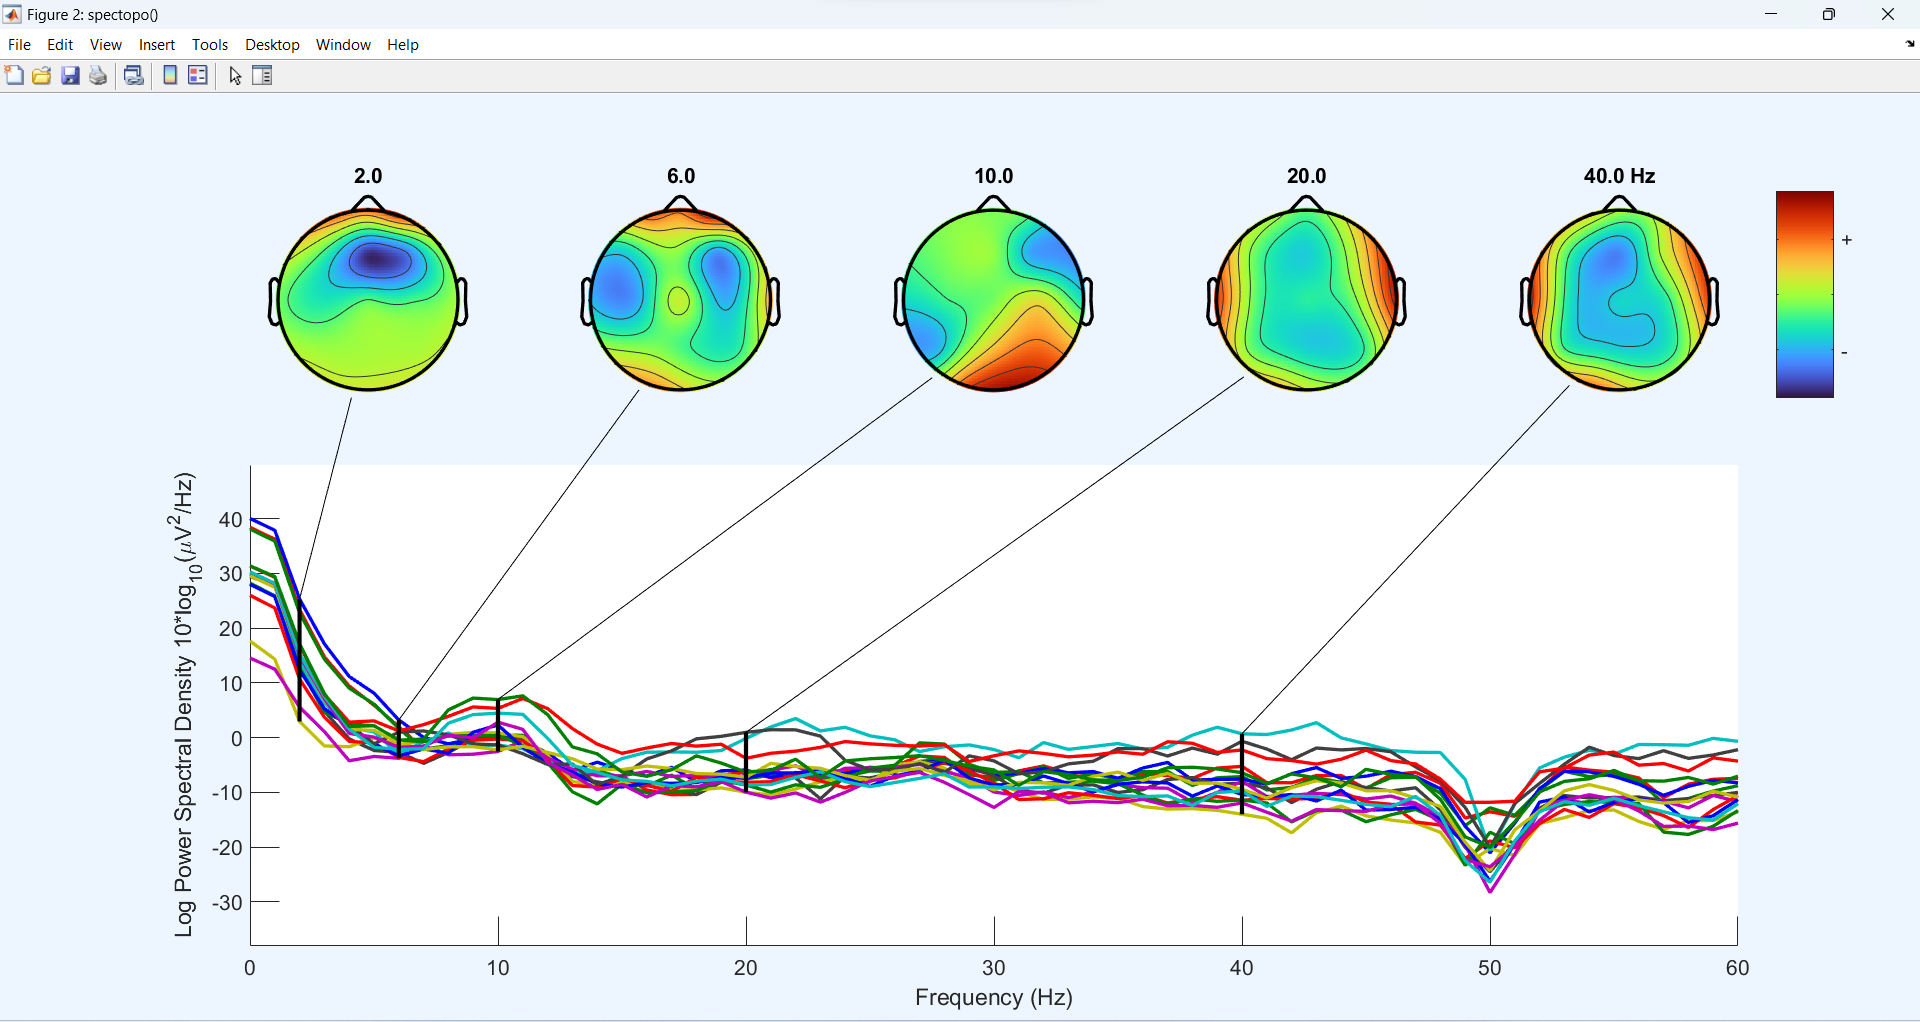 Figure 2: spectopo()
File Edit View Insert Tools Desktop Window Help
2.0 6.0 10.0 20.0 40.0 Hz
+
-
Log Power Spectral Density 10*log10(μV2/Hz)
40
30
20
10
0
-10
-20
-30
0 10 20 30 40 50 60
Frequency (Hz)